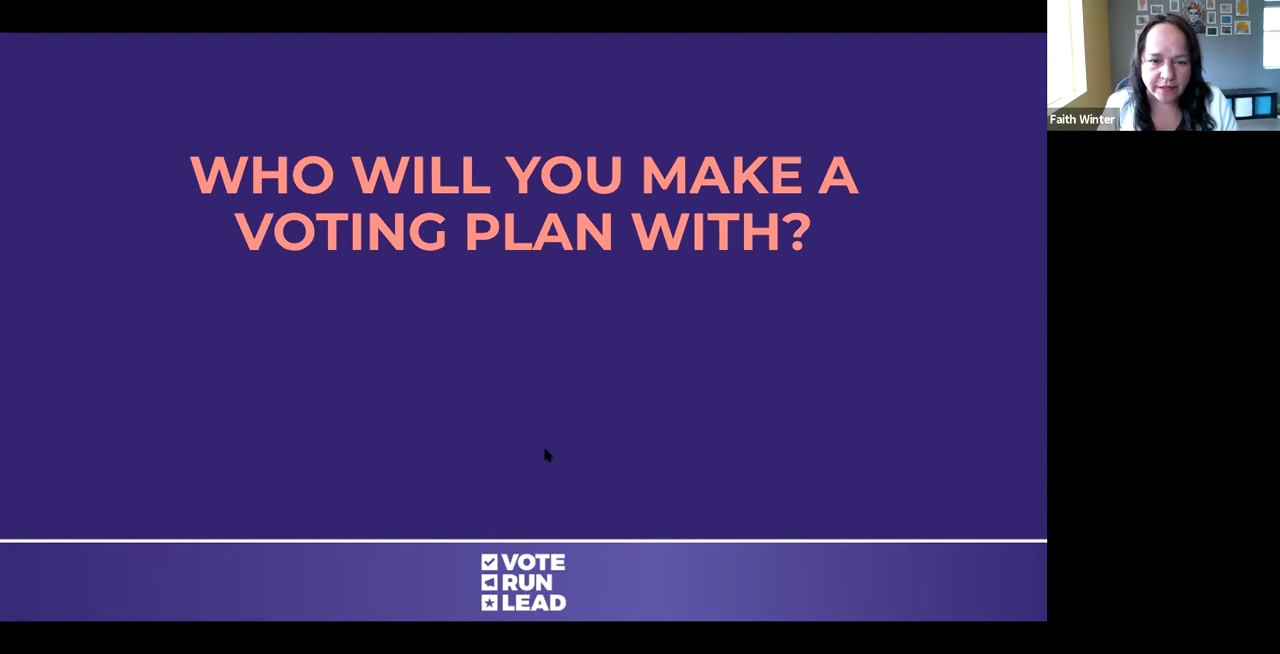 WHO WILL YOU MAKE A
VOTING PLAN WITH?
Faith Winter
VOTE
RUN
LEAD